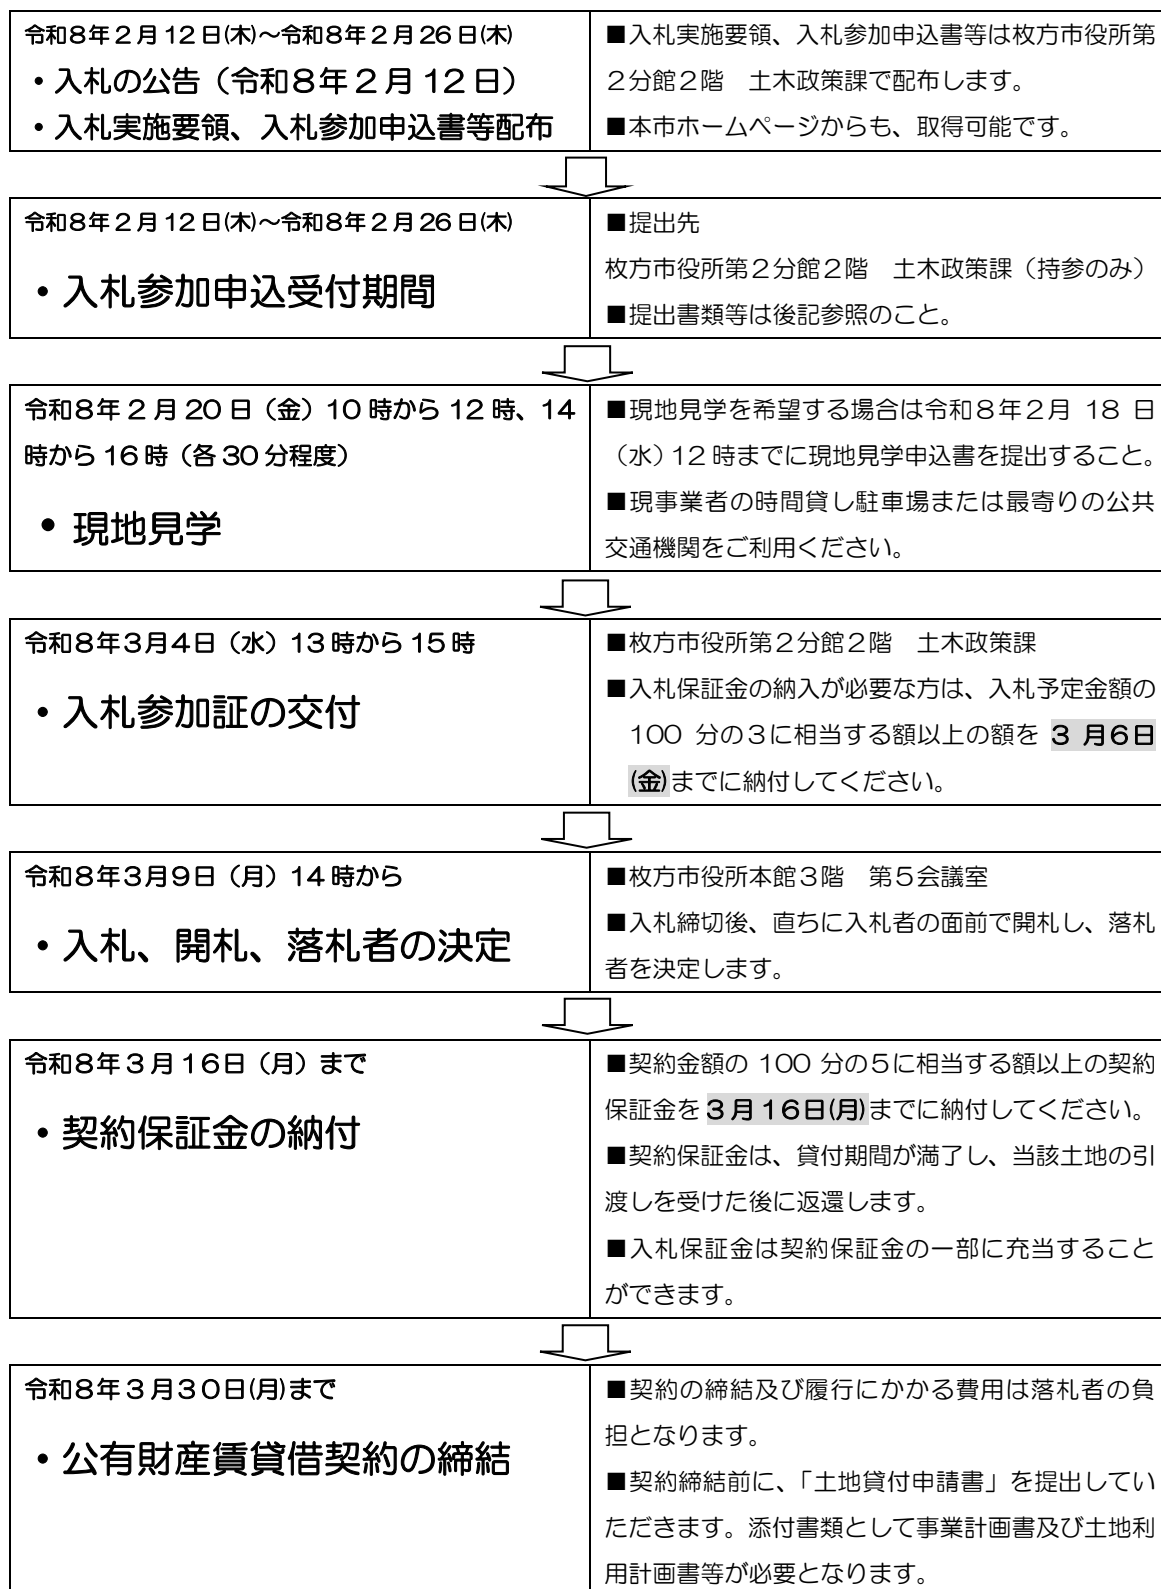 令和８年２月12日(木)～令和８年２月26日(木)
・入札の公告（令和８年２月12日）
・入札実施要領、入札参加申込書等配布
■入札実施要領、入札参加申込書等は枚方市役所第
２分館２階　土木政策課で配布します。
■本市ホームページからも、取得可能です。
令和８年２月12日(木)～令和８年２月26日(木)
・入札参加申込受付期間
■提出先
枚方市役所第２分館２階　土木政策課（持参のみ）
■提出書類等は後記参照のこと。
令和８年２月20日（金）10時から12時、14
時から16時（各30分程度）
・現地見学
■現地見学を希望する場合は令和８年２月18日
（水）12時までに現地見学申込書を提出すること。
■現事業者の時間貸し駐車場または最寄りの公共
交通機関をご利用ください。
令和８年３月４日（水）13時から15時
・入札参加証の交付
■枚方市役所第２分館２階　土木政策課
■入札保証金の納入が必要な方は、入札予定金額の
100分の３に相当する額以上の額を３月６日
(金)までに納付してください。
令和８年３月９日（月）14時から
・入札、開札、落札者の決定
■枚方市役所本館３階　第５会議室
■入札締切後、直ちに入札者の面前で開札し、落札
者を決定します。
令和８年３月１６日（月）まで
・契約保証金の納付
■契約金額の100分の５に相当する額以上の契約
保証金を３月１６日(月)までに納付してください。
■契約保証金は、貸付期間が満了し、当該土地の引
渡しを受けた後に返還します。
■入札保証金は契約保証金の一部に充当すること
ができます。
令和８年３月３０日(月)まで
・公有財産賃貸借契約の締結
■契約の締結及び履行にかかる費用は落札者の負
担となります。
■契約締結前に、「土地貸付申請書」を提出してい
ただきます。添付書類として事業計画書及び土地利
用計画書等が必要となります。